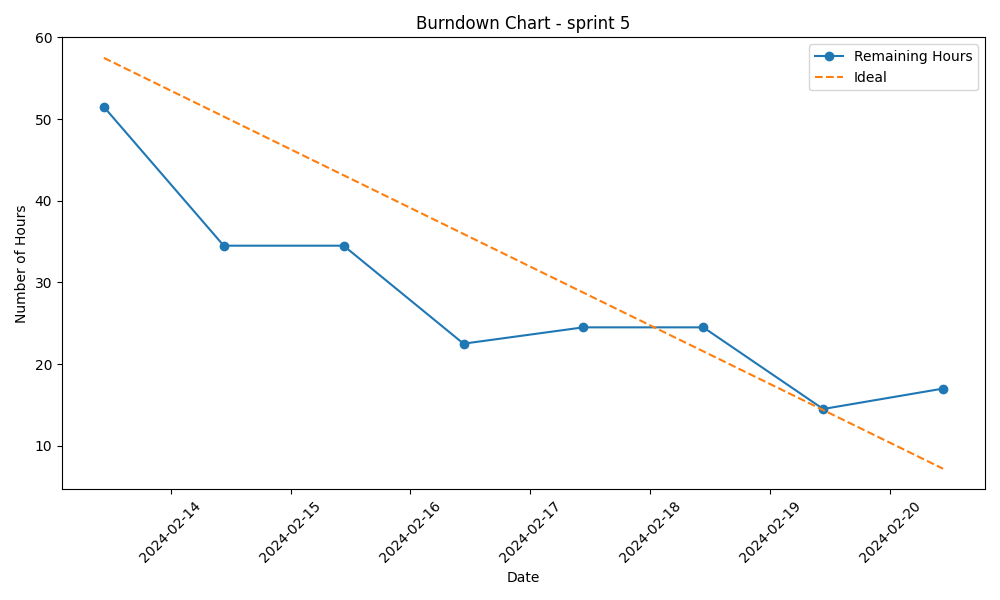 Burndown Chart - sprint 5
Remaining Hours
Ideal
Number of Hours
60
50
40
30
20
10
2024-02-14
2024-02-15
2024-02-16
2024-02-17
2024-02-18
2024-02-19
2024-02-20
Date